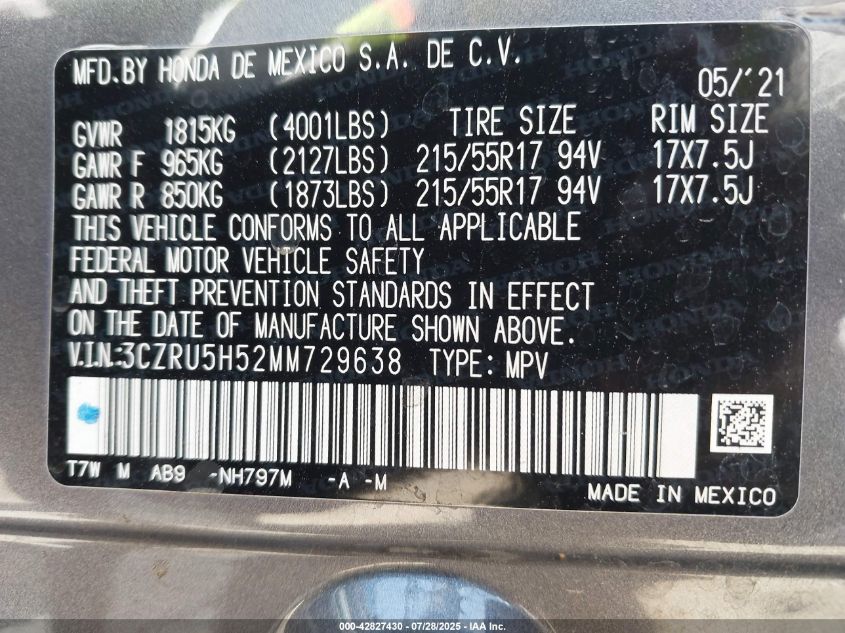 MFD. BY HONDA DE MEXICO S.A. DE C.V.
05/'21
GVWR 1815KG (4001LBS) TIRE SIZE RIM SIZE
GAWR F 965KG (2127LBS) 215/55R17 94V 17X7.5J
GAWR R 850KG (1873LBS) 215/55R17 94V 17X7.5J
THIS VEHICLE CONFORMS TO ALL APPLICABLE
FEDERAL MOTOR VEHICLE SAFETY
AND THEFT PREVENTION STANDARDS IN EFFECT
ON THE DATE OF MANUFACTURE SHOWN ABOVE.
V.I.N.:3CZRU5H52MM729638 TYPE: MPV
T7W M AB9 -NH797M -A -M
MADE IN MEXICO
000-42827430 - 07/28/2025 - IAA Inc.